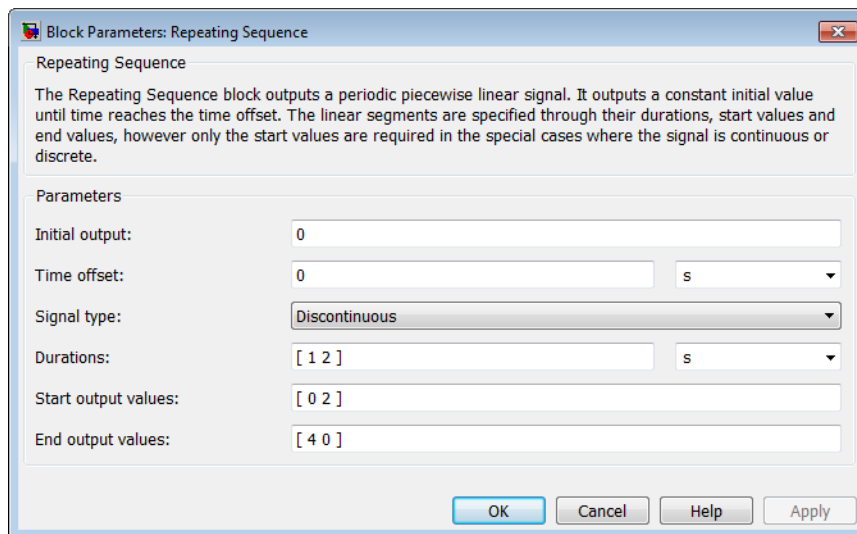 Block Parameters: Repeating Sequence
Repeating Sequence
The Repeating Sequence block outputs a periodic piecewise linear signal. It outputs a constant initial value
until time reaches the time offset. The linear segments are specified through their durations, start values and
end values, however only the start values are required in the special cases where the signal is continuous or
discrete.
Parameters
Initial output: 0
Time offset: 0 s
Signal type: Discontinuous
Durations: [ 1 2 ] s
Start output values: [ 0 2 ]
End output values: [ 4 0 ]
OK Cancel Help Apply